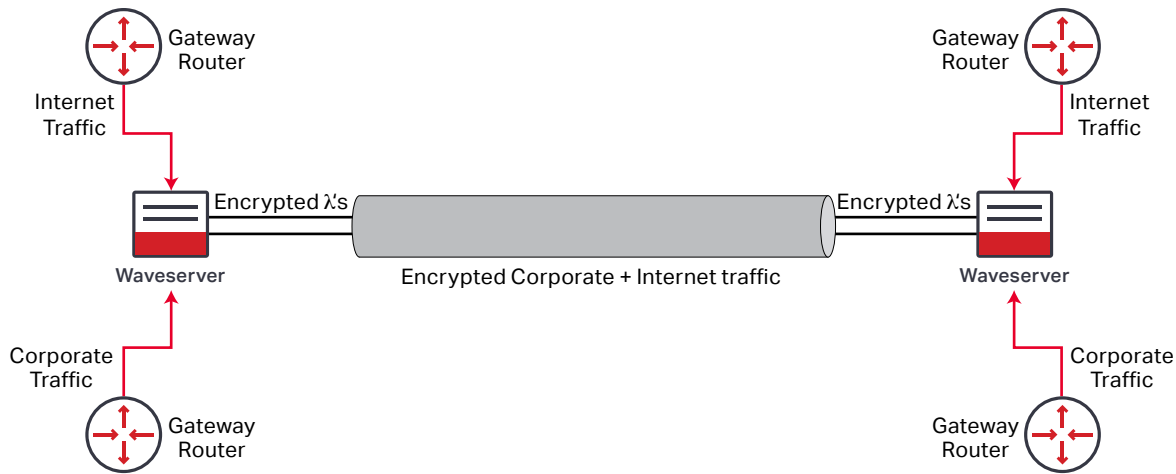 Gateway
Router
Gateway
Router
Internet
Traffic
Internet
Traffic
Encrypted λ's
Encrypted λ's
Waveserver
Encrypted Corporate + Internet traffic
Waveserver
Corporate
Traffic
Corporate
Traffic
Gateway
Router
Gateway
Router